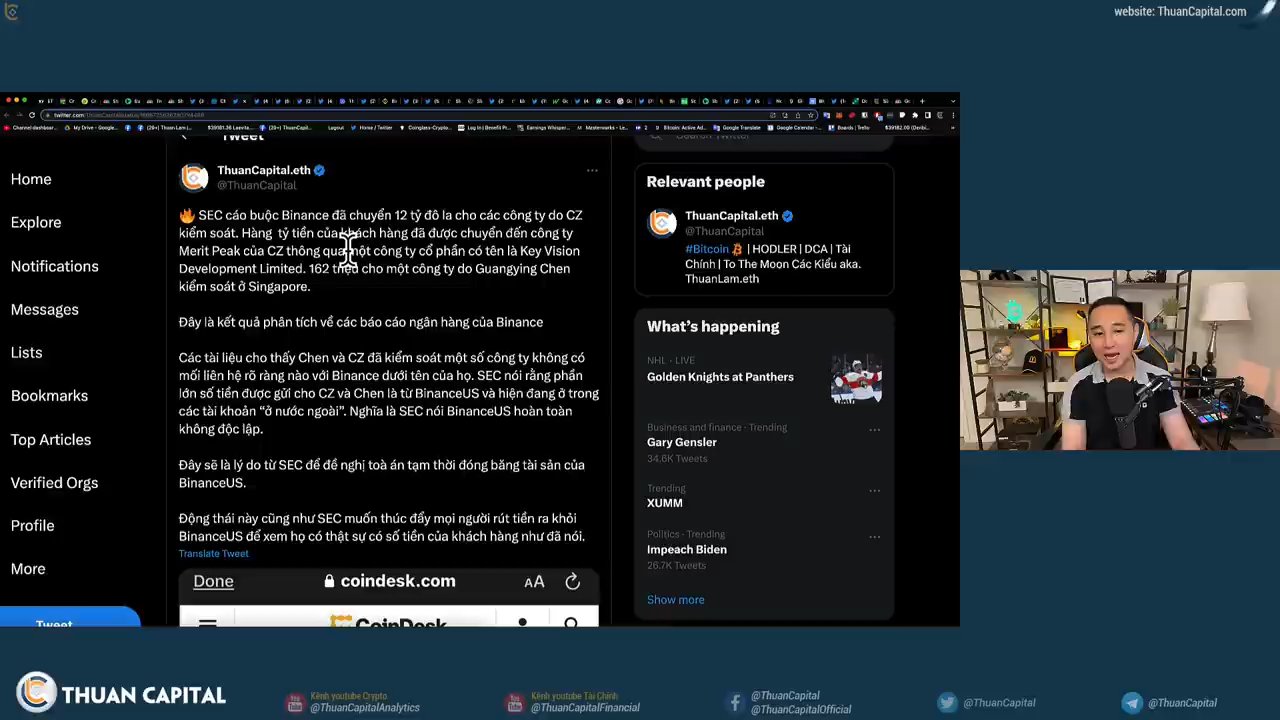 website: ThuanCapital.com
Tweet
Home
Explore
Notifications
Messages
Lists
Bookmarks
Top Articles
Verified Orgs
Profile
More
Tweet
ThuanCapital.eth
@ThuanCapital
🔥 SEC cáo buộc Binance đã chuyển 12 tỷ đô la cho các công ty do CZ
kiểm soát. Hàng tỷ tiền của khách hàng đã được chuyển đến công ty
Merit Peak của CZ thông qua một công ty cổ phần có tên là Key Vision
Development Limited. 162 triệu cho một công ty do Guangying Chen
kiểm soát ở Singapore.
Đây là kết quả phân tích về các báo cáo ngân hàng của Binance
Các tài liệu cho thấy Chen và CZ đã kiểm soát một số công ty không có
mối liên hệ rõ ràng nào với Binance dưới tên của họ. SEC nói rằng phần
lớn số tiền được gửi cho CZ và Chen là từ BinanceUS và hiện đang ở trong
các tài khoản “ở nước ngoài”. Nghĩa là SEC nói BinanceUS hoàn toàn
không độc lập.
Đây sẽ là lý do từ SEC để đề nghị toà án tạm thời đóng băng tài sản của
BinanceUS.
Động thái này cũng như SEC muốn thúc đẩy mọi người rút tiền ra khỏi
BinanceUS để xem họ có thật sự có số tiền của khách hàng như đã nói.
Translate Tweet
Done
coindesk.com
AA
CoinDesk
Search Twitter
Relevant people
ThuanCapital.eth
@ThuanCapital
#Bitcoin | HODLER | DCA | Tài
Chính | To The Moon Các Kiểu aka.
ThuanLam.eth
What's happening
NHL · LIVE
Golden Knights at Panthers
Business and finance · Trending
Gary Gensler
34.6K Tweets
Trending
XUMM
Politics · Trending
Impeach Biden
26.7K Tweets
Show more
THUAN CAPITAL
Kênh youtube Crypto
@ThuanCapitalAnalytics
Kênh youtube Tài Chính
@ThuanCapitalFinancial
@ThuanCapital
@ThuanCapitalOfficial
@ThuanCapital
@ThuanCapital